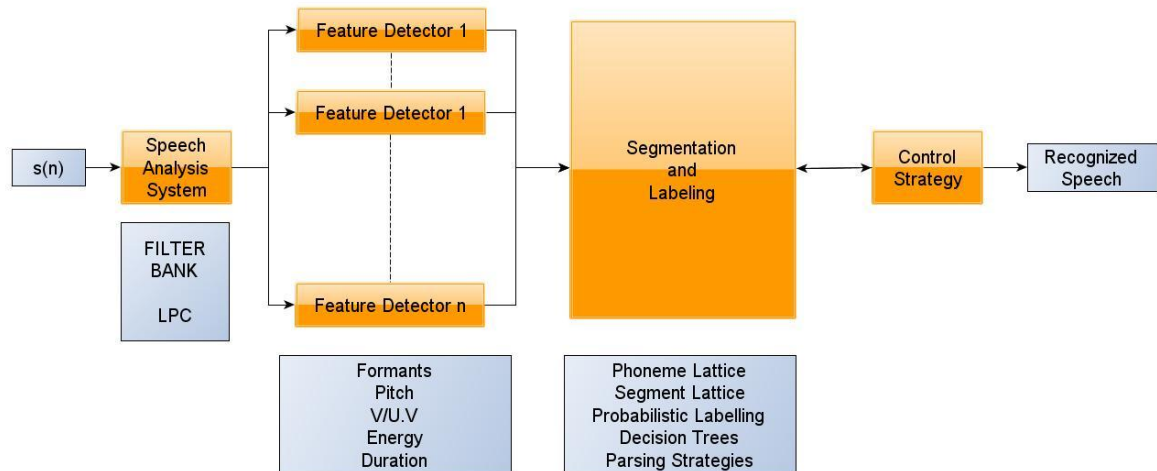 s(n)
Speech
Analysis
System
FILTER
BANK
LPC
Feature Detector 1
Feature Detector 1
Feature Detector n
Formants
Pitch
V/U.V
Energy
Duration
Segmentation
and
Labeling
Phoneme Lattice
Segment Lattice
Probabilistic Labelling
Decision Trees
Parsing Strategies
Control
Strategy
Recognized
Speech